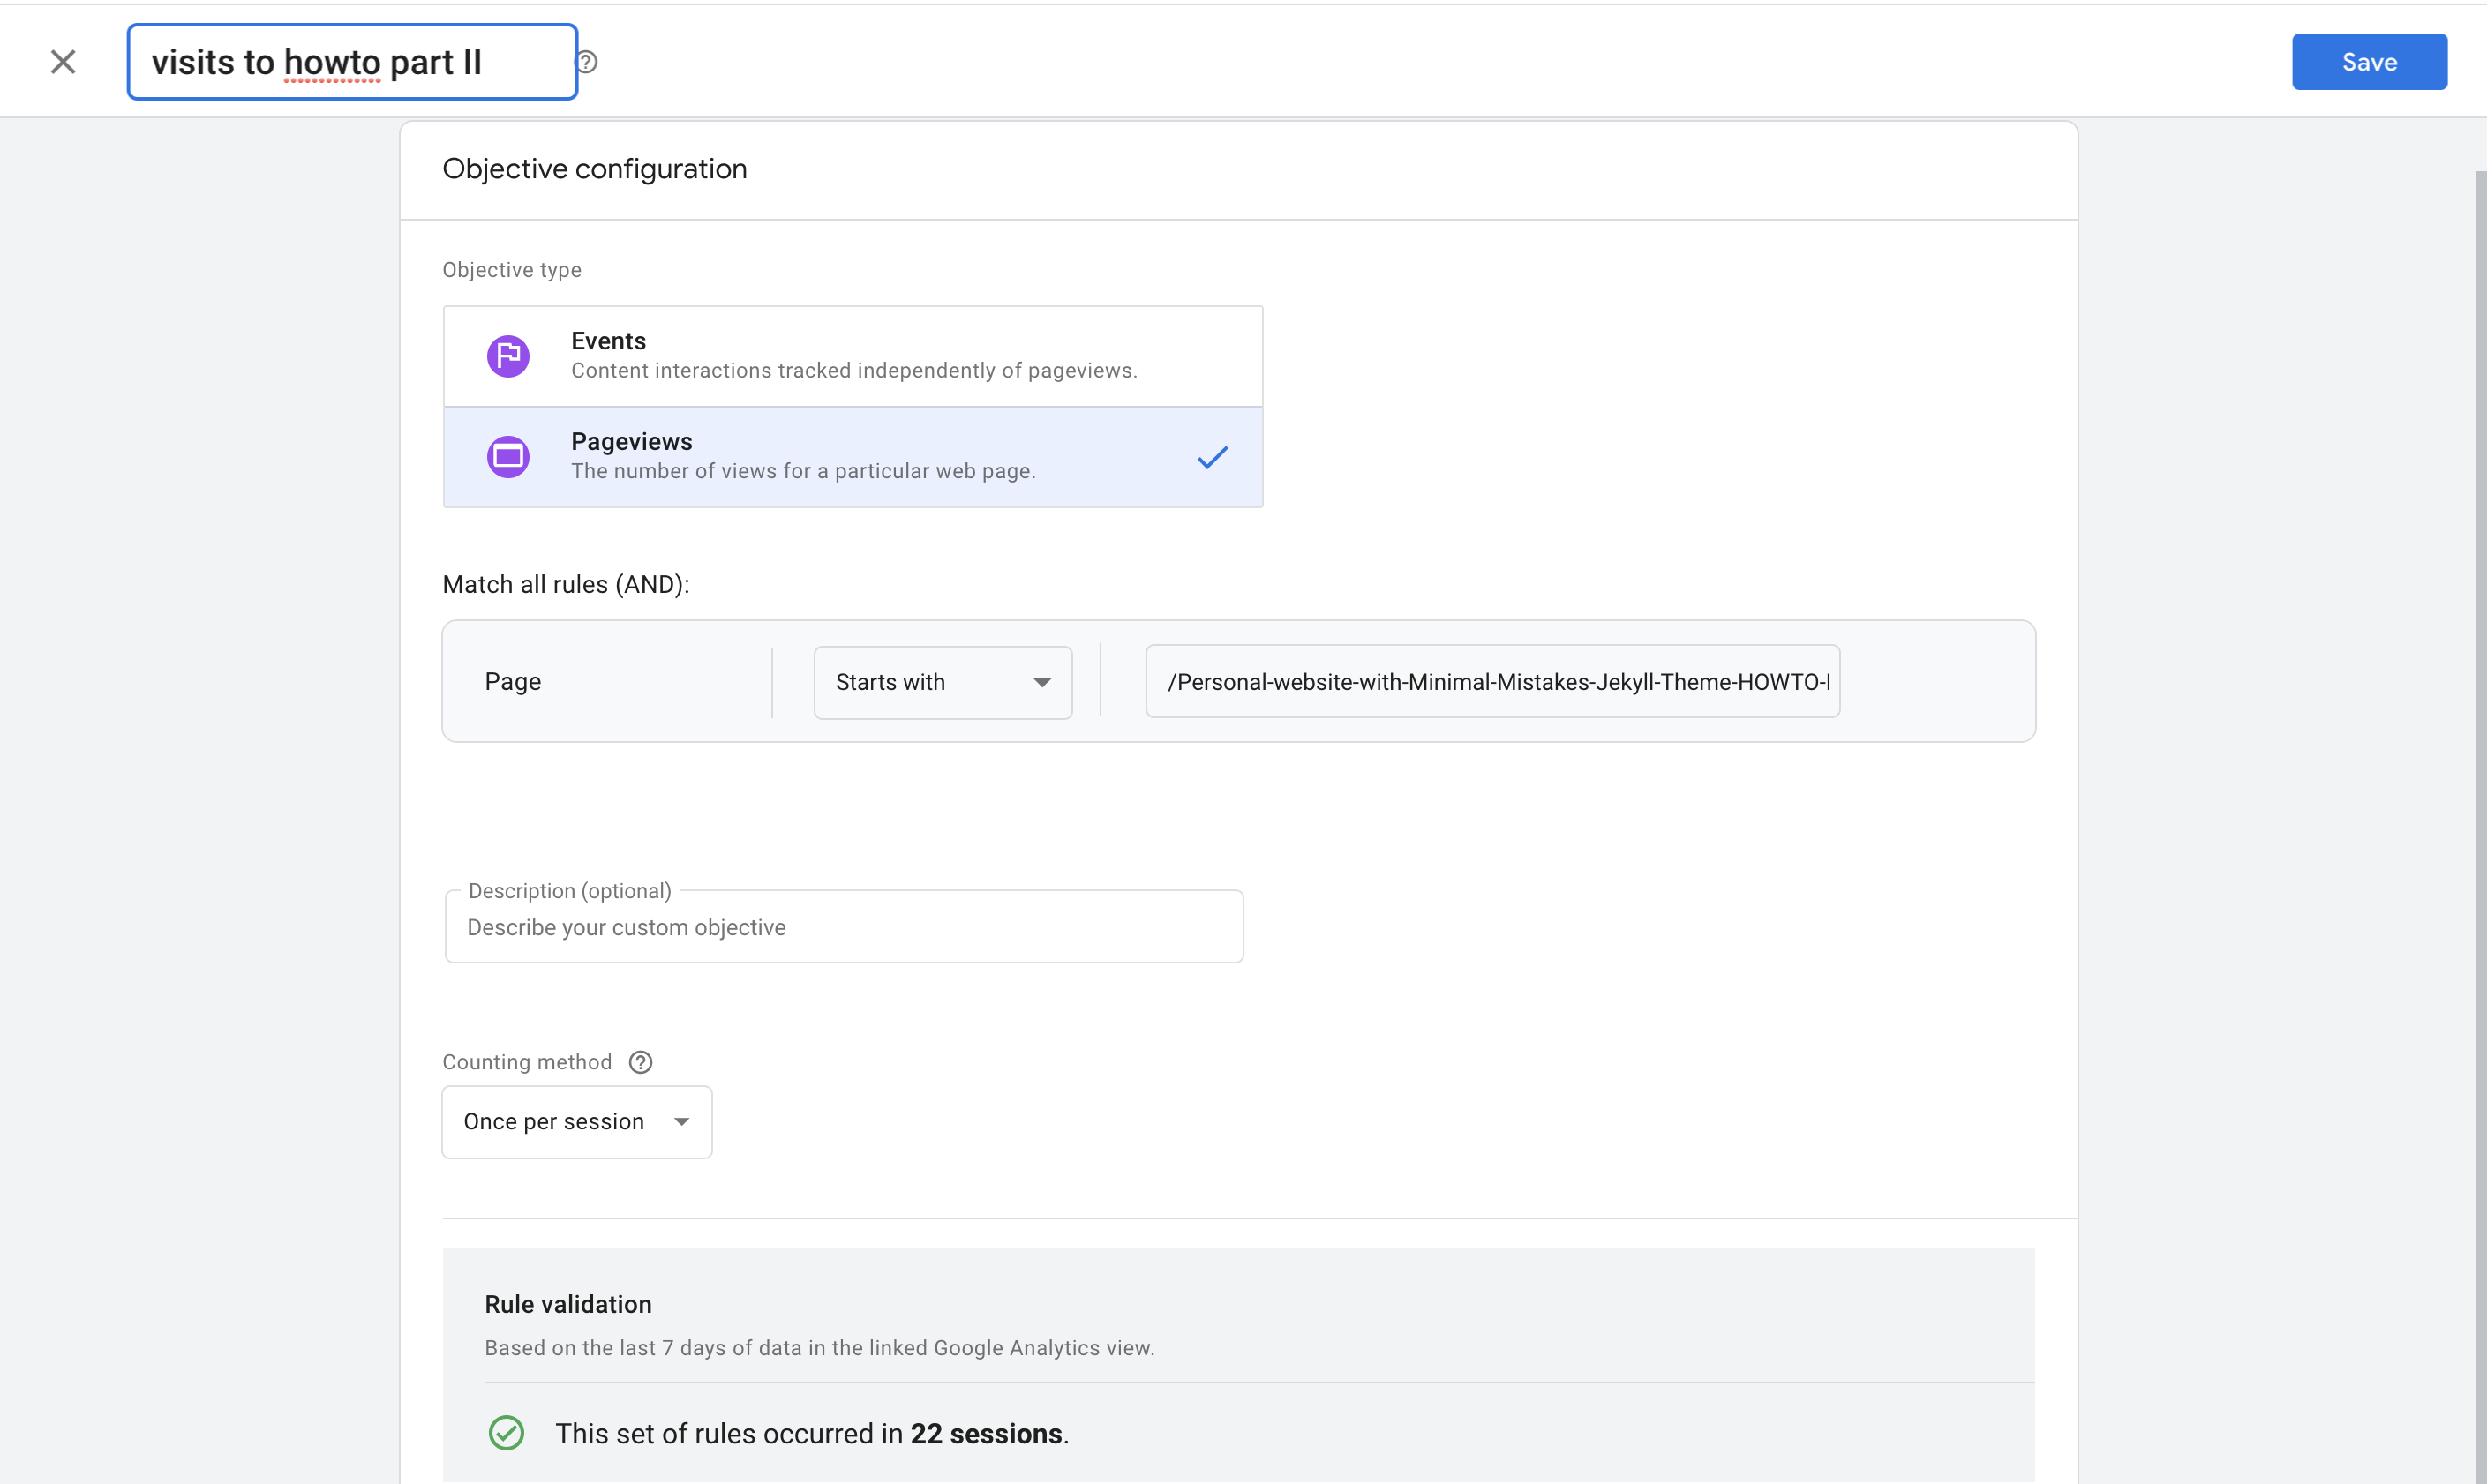 visits to howto part II
Save
Objective configuration
Objective type
Events
Content interactions tracked independently of pageviews.
Pageviews
The number of views for a particular web page.
Match all rules (AND):
Page
Starts with
/Personal-website-with-Minimal-Mistakes-Jekyll-Theme-HOWTO-
Description (optional)
Describe your custom objective
Counting method
Once per session
Rule validation
Based on the last 7 days of data in the linked Google Analytics view.
This set of rules occurred in 22 sessions.